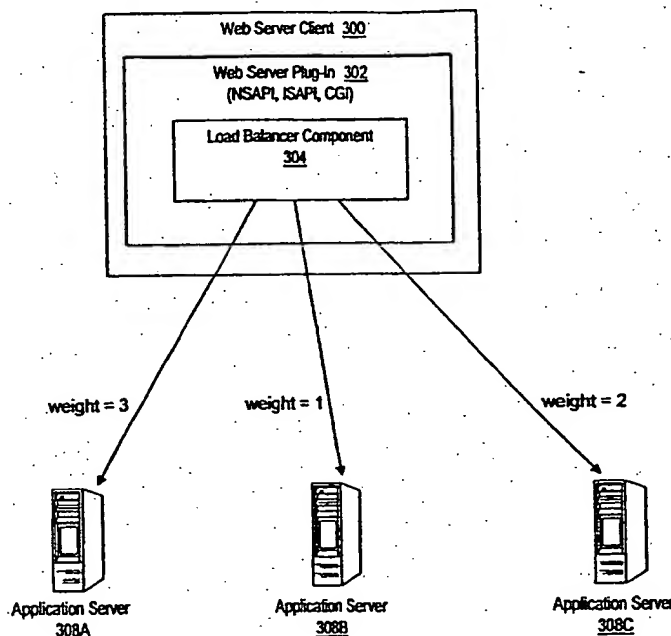 Web Server Client 300
Web Server Plug-In 302
(NSAPI, ISAPI, CGI)
Load Balancer Component
304
weight = 3
weight = 1
weight = 2
Application Server
308A
Application Server
308B
Application Server
308C